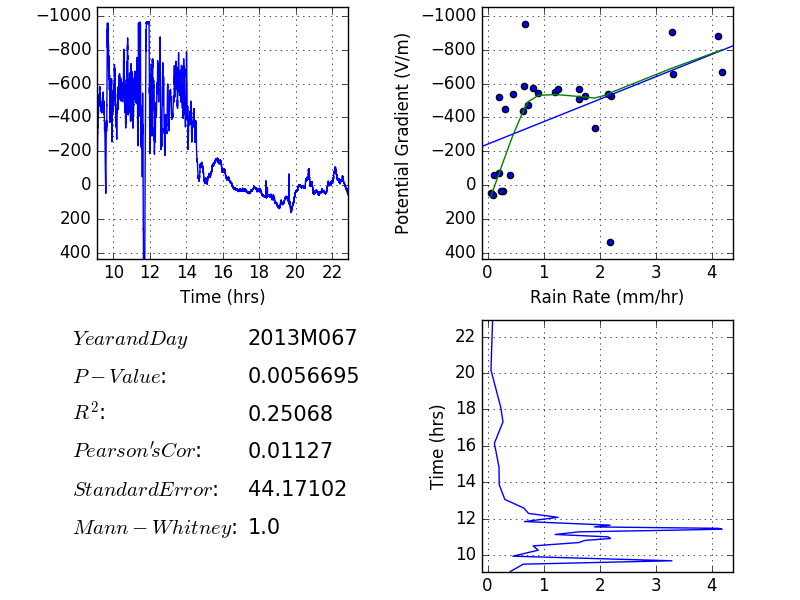 −1000
−800
−600
−400
−200
0
200
400
10 12 14 16 18 20 22
Time (hrs)
Potential Gradient (V/m)
−1000
−800
−600
−400
−200
0
200
400
0 1 2 3 4
Rain Rate (mm/hr)
YearandDay 2013M067
P − Value: 0.0056695
R²: 0.25068
Pearson'sCor: 0.01127
StandardError: 44.17102
Mann − Whitney: 1.0
Time (hrs)
22
20
18
16
14
12
10
0 1 2 3 4